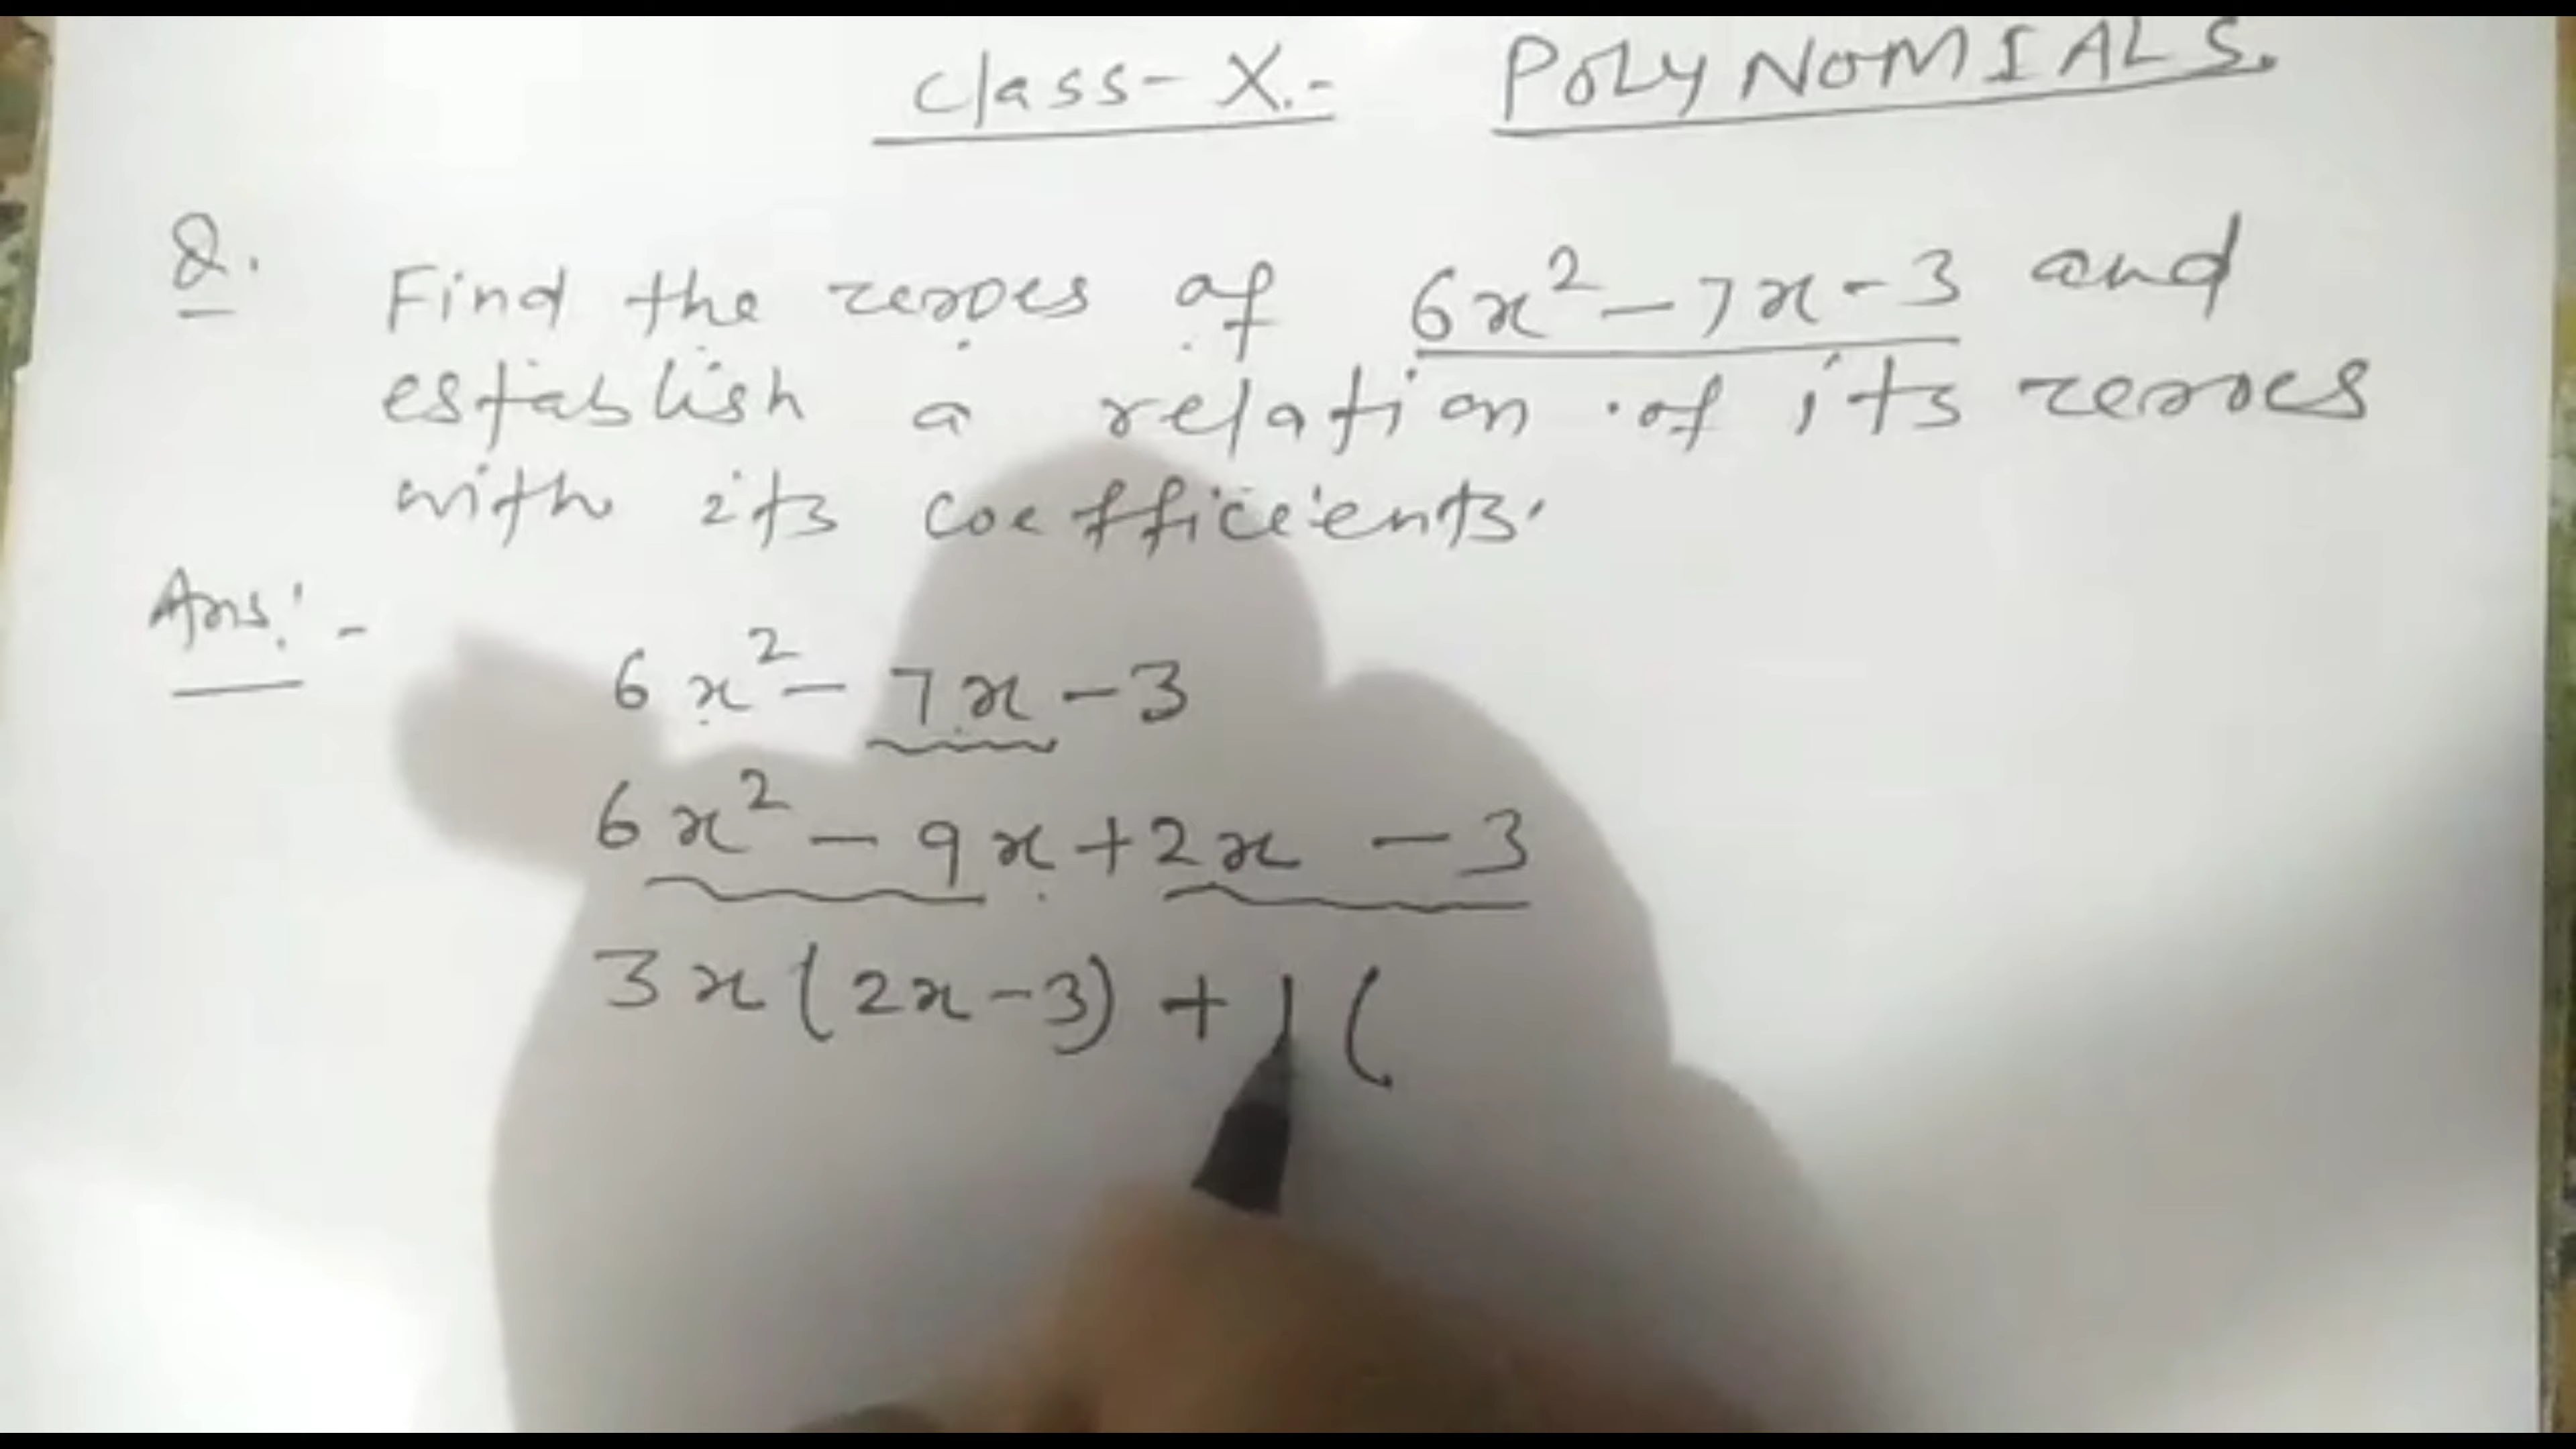 Class-X.- POLYNOMIALS.
Q. Find the zeroes of 6x²-7x-3 and
establish a relation of its zeroes
with its coefficients.
Ans:- 6x²-7x-3
6x²-9x+2x-3
3x(2x-3)+1(